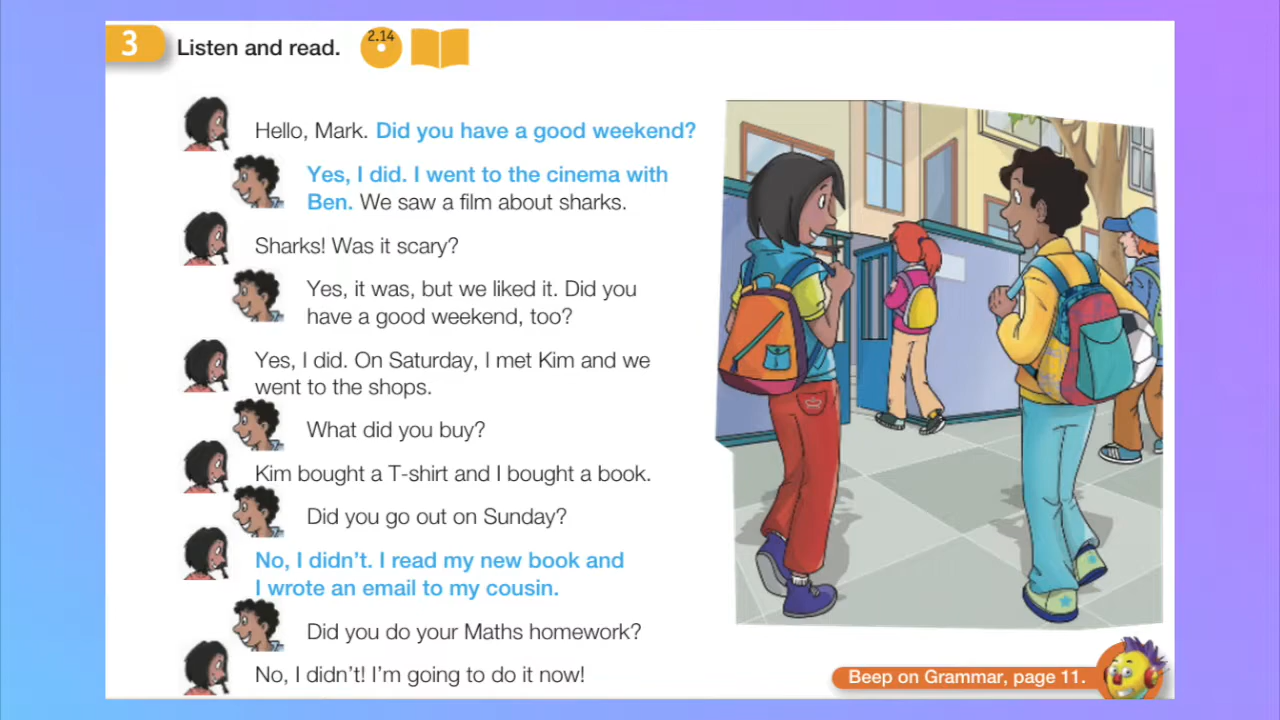 3
Listen and read.
2.14
Hello, Mark. Did you have a good weekend?
Yes, I did. I went to the cinema with
Ben. We saw a film about sharks.
Sharks! Was it scary?
Yes, it was, but we liked it. Did you
have a good weekend, too?
Yes, I did. On Saturday, I met Kim and we
went to the shops.
What did you buy?
Kim bought a T-shirt and I bought a book.
Did you go out on Sunday?
No, I didn't. I read my new book and
I wrote an email to my cousin.
Did you do your Maths homework?
No, I didn't! I'm going to do it now!
Beep on Grammar, page 11.